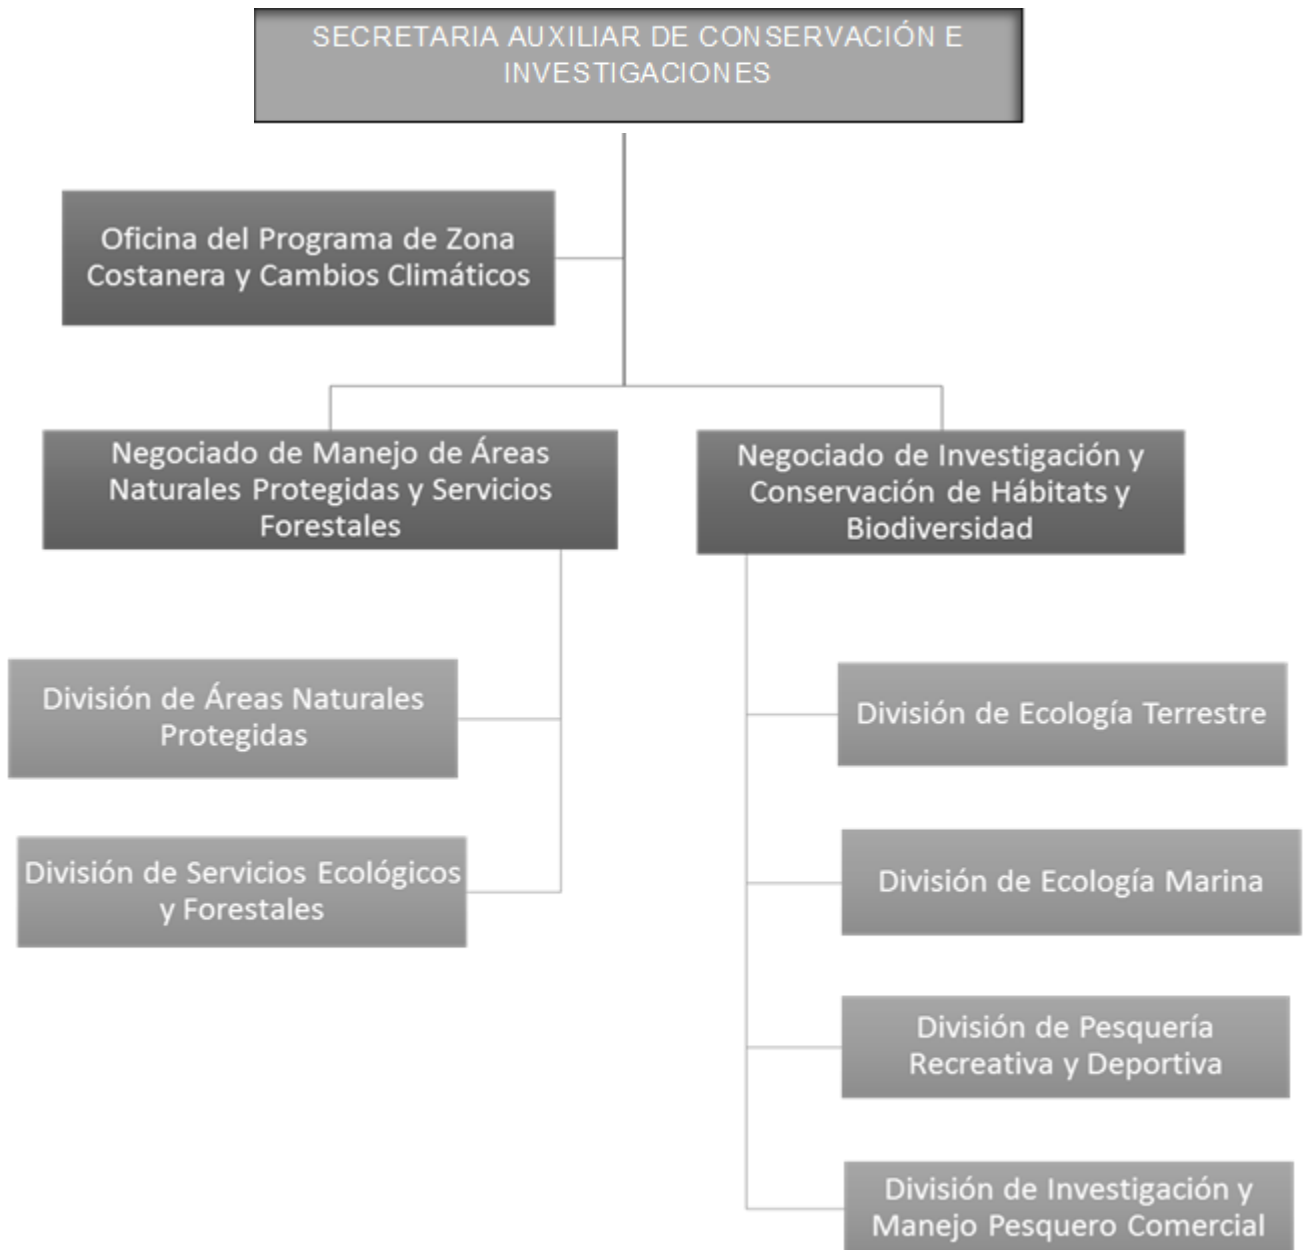 SECRETARIA AUXILIAR DE CONSERVACIÓN E
INVESTIGACIONES
Oficina del Programa de Zona
Costanera y Cambios Climáticos
Negociado de Manejo de Áreas
Naturales Protegidas y Servicios
Forestales
Negociado de Investigación y
Conservación de Hábitats y
Biodiversidad
División de Áreas Naturales
Protegidas
División de Servicios Ecológicos
y Forestales
División de Ecología Terrestre
División de Ecología Marina
División de Pesquería
Recreativa y Deportiva
División de Investigación y
Manejo Pesquero Comercial